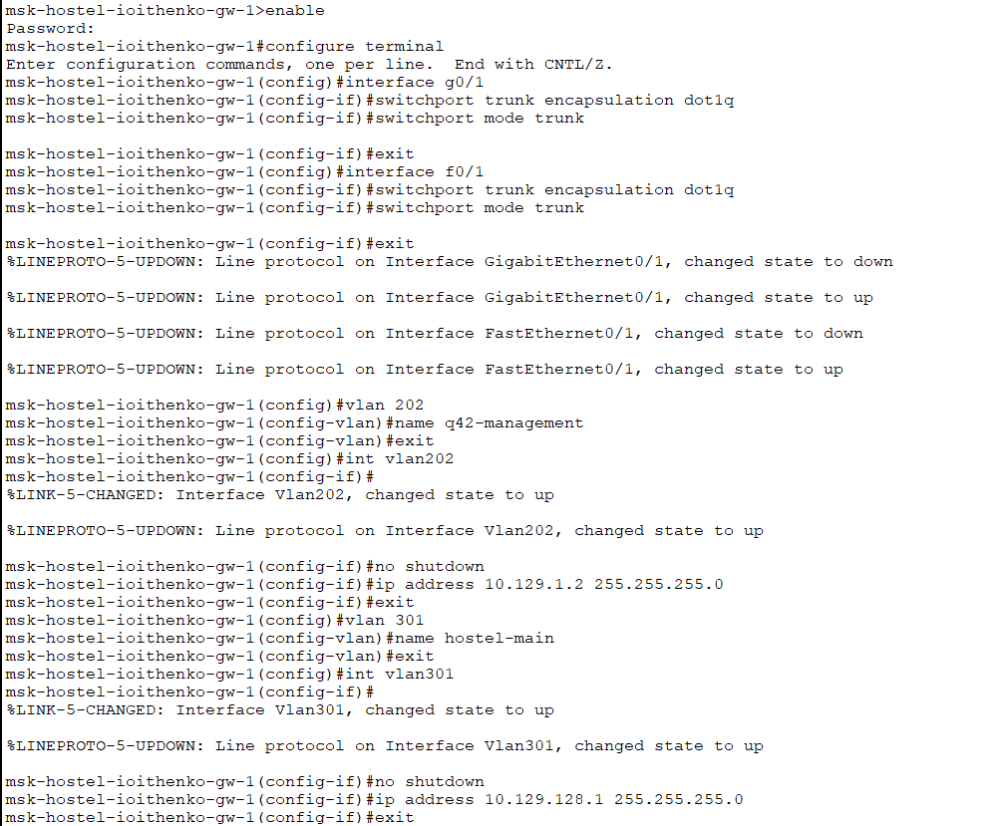 msk-hostel-ioithenko-gw-1>enable
Password:
msk-hostel-ioithenko-gw-1#configure terminal
Enter configuration commands, one per line.  End with CNTL/Z.
msk-hostel-ioithenko-gw-1(config)#interface g0/1
msk-hostel-ioithenko-gw-1(config-if)#switchport trunk encapsulation dot1q
msk-hostel-ioithenko-gw-1(config-if)#switchport mode trunk
msk-hostel-ioithenko-gw-1(config-if)#exit
msk-hostel-ioithenko-gw-1(config)#interface f0/1
msk-hostel-ioithenko-gw-1(config-if)#switchport trunk encapsulation dot1q
msk-hostel-ioithenko-gw-1(config-if)#switchport mode trunk
msk-hostel-ioithenko-gw-1(config-if)#exit
%LINEPROTO-5-UPDOWN: Line protocol on Interface GigabitEthernet0/1, changed state to down
%LINEPROTO-5-UPDOWN: Line protocol on Interface GigabitEthernet0/1, changed state to up
%LINEPROTO-5-UPDOWN: Line protocol on Interface FastEthernet0/1, changed state to down
%LINEPROTO-5-UPDOWN: Line protocol on Interface FastEthernet0/1, changed state to up
msk-hostel-ioithenko-gw-1(config)#vlan 202
msk-hostel-ioithenko-gw-1(config-vlan)#name q42-management
msk-hostel-ioithenko-gw-1(config-vlan)#exit
msk-hostel-ioithenko-gw-1(config)#int vlan202
msk-hostel-ioithenko-gw-1(config-if)#
%LINK-5-CHANGED: Interface Vlan202, changed state to up
%LINEPROTO-5-UPDOWN: Line protocol on Interface Vlan202, changed state to up
msk-hostel-ioithenko-gw-1(config-if)#no shutdown
msk-hostel-ioithenko-gw-1(config-if)#ip address 10.129.1.2 255.255.255.0
msk-hostel-ioithenko-gw-1(config-if)#exit
msk-hostel-ioithenko-gw-1(config)#vlan 301
msk-hostel-ioithenko-gw-1(config-vlan)#name hostel-main
msk-hostel-ioithenko-gw-1(config-vlan)#exit
msk-hostel-ioithenko-gw-1(config)#int vlan301
msk-hostel-ioithenko-gw-1(config-if)#
%LINK-5-CHANGED: Interface Vlan301, changed state to up
%LINEPROTO-5-UPDOWN: Line protocol on Interface Vlan301, changed state to up
msk-hostel-ioithenko-gw-1(config-if)#no shutdown
msk-hostel-ioithenko-gw-1(config-if)#ip address 10.129.128.1 255.255.255.0
msk-hostel-ioithenko-gw-1(config-if)#exit